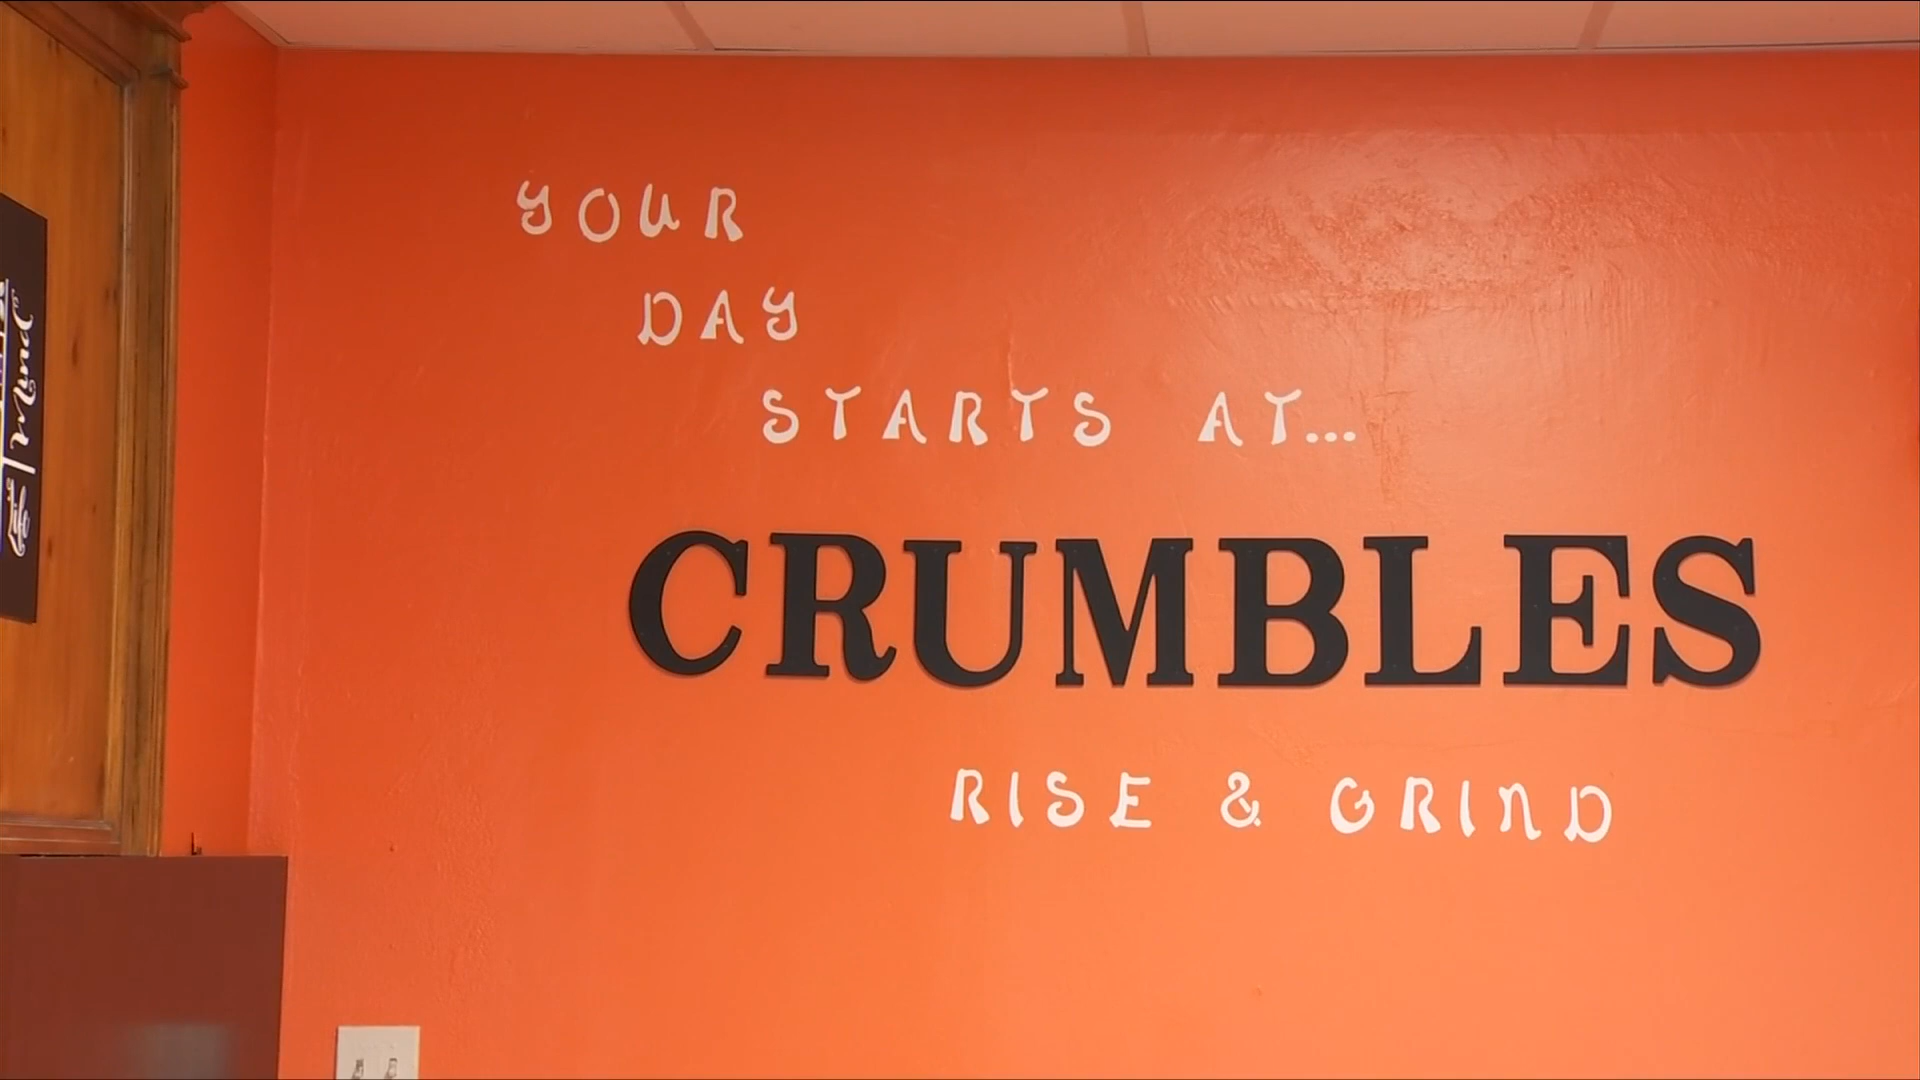 YOUR
DAY
STARTS AT...
CRUMBLES
RISE & GRIND